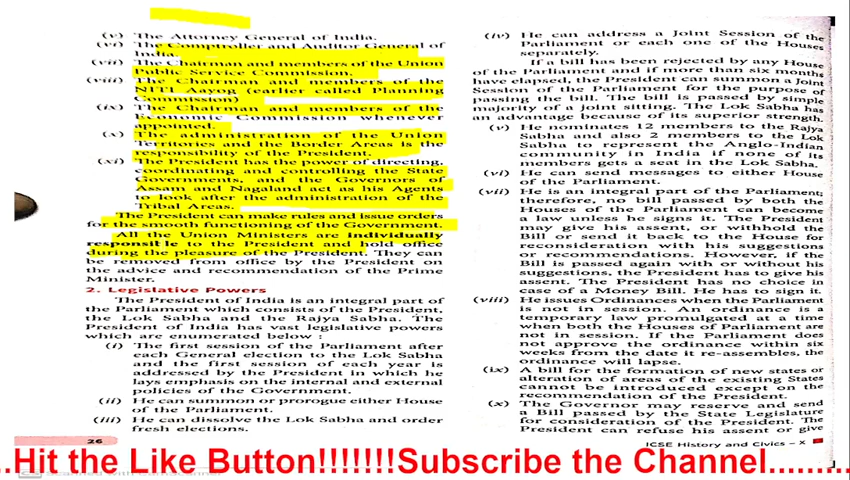 (v) The Attorney General of India.
(vi) The Comptroller and Auditor General of
India.
(vii) The Chairman and members of the Union
Public Service Commission.
(viii) The Chairman and members of the
NITI Aayog (earlier called Planning
Commission)
(ix) The Chairman and members of the
Economic Commission whenever
appointed.
(x) The administration of the Union
Territories and the Border Areas is the
responsibility of the President.
(xi) The President has the power of directing,
coordinating and controlling the State
Governments, and the Governors of
Assam and Nagaland act as his Agents
to look after the administration of the
Tribal Areas.
The President can make rules and issue orders
for the smooth functioning of the Government.
All the Union Ministers are individually
responsible to the President and hold office
during the pleasure of the President. They can
be removed from office by the President on
the advice and recommendation of the Prime
Minister.
2. Legislative Powers
The President of India is an integral part of
the Parliament which consists of the President,
the Lok Sabha and the Rajya Sabha. The
President of India has vast legislative powers
which are enumerated below :
(i) The first session of the Parliament after
each General election to the Lok Sabha
and the first session of each year is
addressed by the President in which he
lays emphasis on the internal and external
policies of the Government.
(ii) He can summon or prorogue either House
of the Parliament.
(iii) He can dissolve the Lok Sabha and order
fresh elections.
26
(iv) He can address a Joint Session of the
Parliament or each one of the Houses
separately.
If a bill has been rejected by any House
of the Parliament and if more than six months
have elapsed, the President can summon a Joint
Session of the Parliament for the purpose of
passing the bill. The bill is passed by simple
majority of a joint sitting. The Lok Sabha has
an advantage because of its superior strength.
(v) He nominates 12 members to the Rajya
Sabha and also 2 members to the Lok
Sabha to represent the Anglo-Indian
community in India if none of its
members gets a seat in the Lok Sabha.
(vi) He can send messages to either House
of the Parliament.
(vii) He is an integral part of the Parliament;
therefore, no bill passed by both the
Houses of the Parliament can become
a law unless he sign it. The President
may give his assent, or withhold the
Bill or send it back to the House for
reconsideration with his suggestions
or recommendations. However, if the
Bill is passed again with or without his
suggestions, the President has to give his
assent. The President has no choice in
case of a Money Bill. He has to sign it.
(viii) He issues Ordinances when the Parliament
is not in session. An ordinance is a
temporary law promulgated at a time
when both the Houses of Parliament are
not in session. If the Parliament does
not approve the ordinance within six
weeks from the date it re-assembles, the
ordinance will lapse.
(ix) A bill for the formation of new states or
alteration of areas of the existing States
cannot be introduced except on the
recommendation of the President.
(x) The Governor may reserve and send
a Bill passed by the State Legislature
for consideration of the President. The
President can refuse his assent or give
ICSE History and Civics – X
..Hit the Like Button!!!!!!!Subscribe the Channel.........